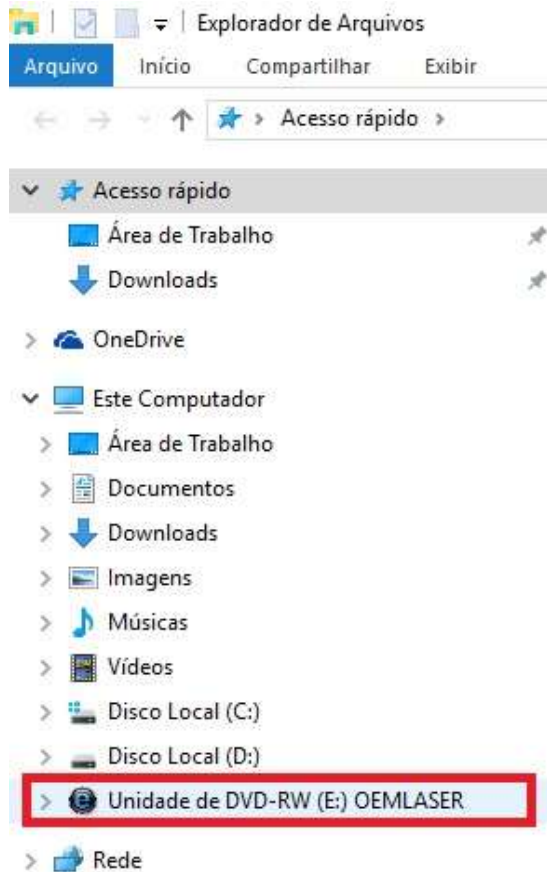 Explorador de Arquivos
Arquivo Início Compartilhar Exibir
Acesso rápido
Acesso rápido
Área de Trabalho
Downloads
OneDrive
Este Computador
Área de Trabalho
Documentos
Downloads
Imagens
Músicas
Vídeos
Disco Local (C:)
Disco Local (D:)
Unidade de DVD-RW (E:) OEMLASER
Rede